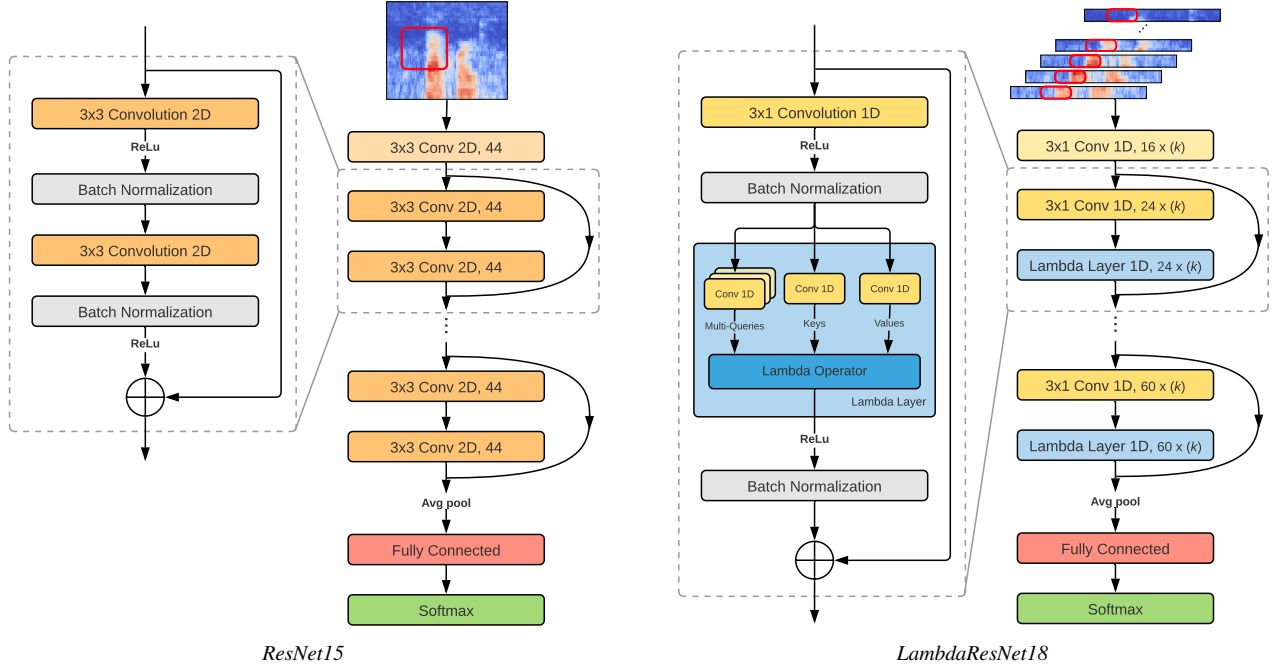 3x3 Convolution 2D
ReLu
Batch Normalization
3x3 Convolution 2D
Batch Normalization
ReLu
3x3 Conv 2D, 44
3x3 Conv 2D, 44
3x3 Conv 2D, 44
3x3 Conv 2D, 44
3x3 Conv 2D, 44
Avg pool
Fully Connected
Softmax
ResNet15
3x1 Convolution 1D
ReLu
Batch Normalization
Conv 1D
Conv 1D
Conv 1D
Multi-Queries
Keys
Values
Lambda Operator
Lambda Layer
ReLu
Batch Normalization
3x1 Conv 1D, 16 x (k)
3x1 Conv 1D, 24 x (k)
Lambda Layer 1D, 24 x (k)
3x1 Conv 1D, 60 x (k)
Lambda Layer 1D, 60 x (k)
Avg pool
Fully Connected
Softmax
LambdaResNet18